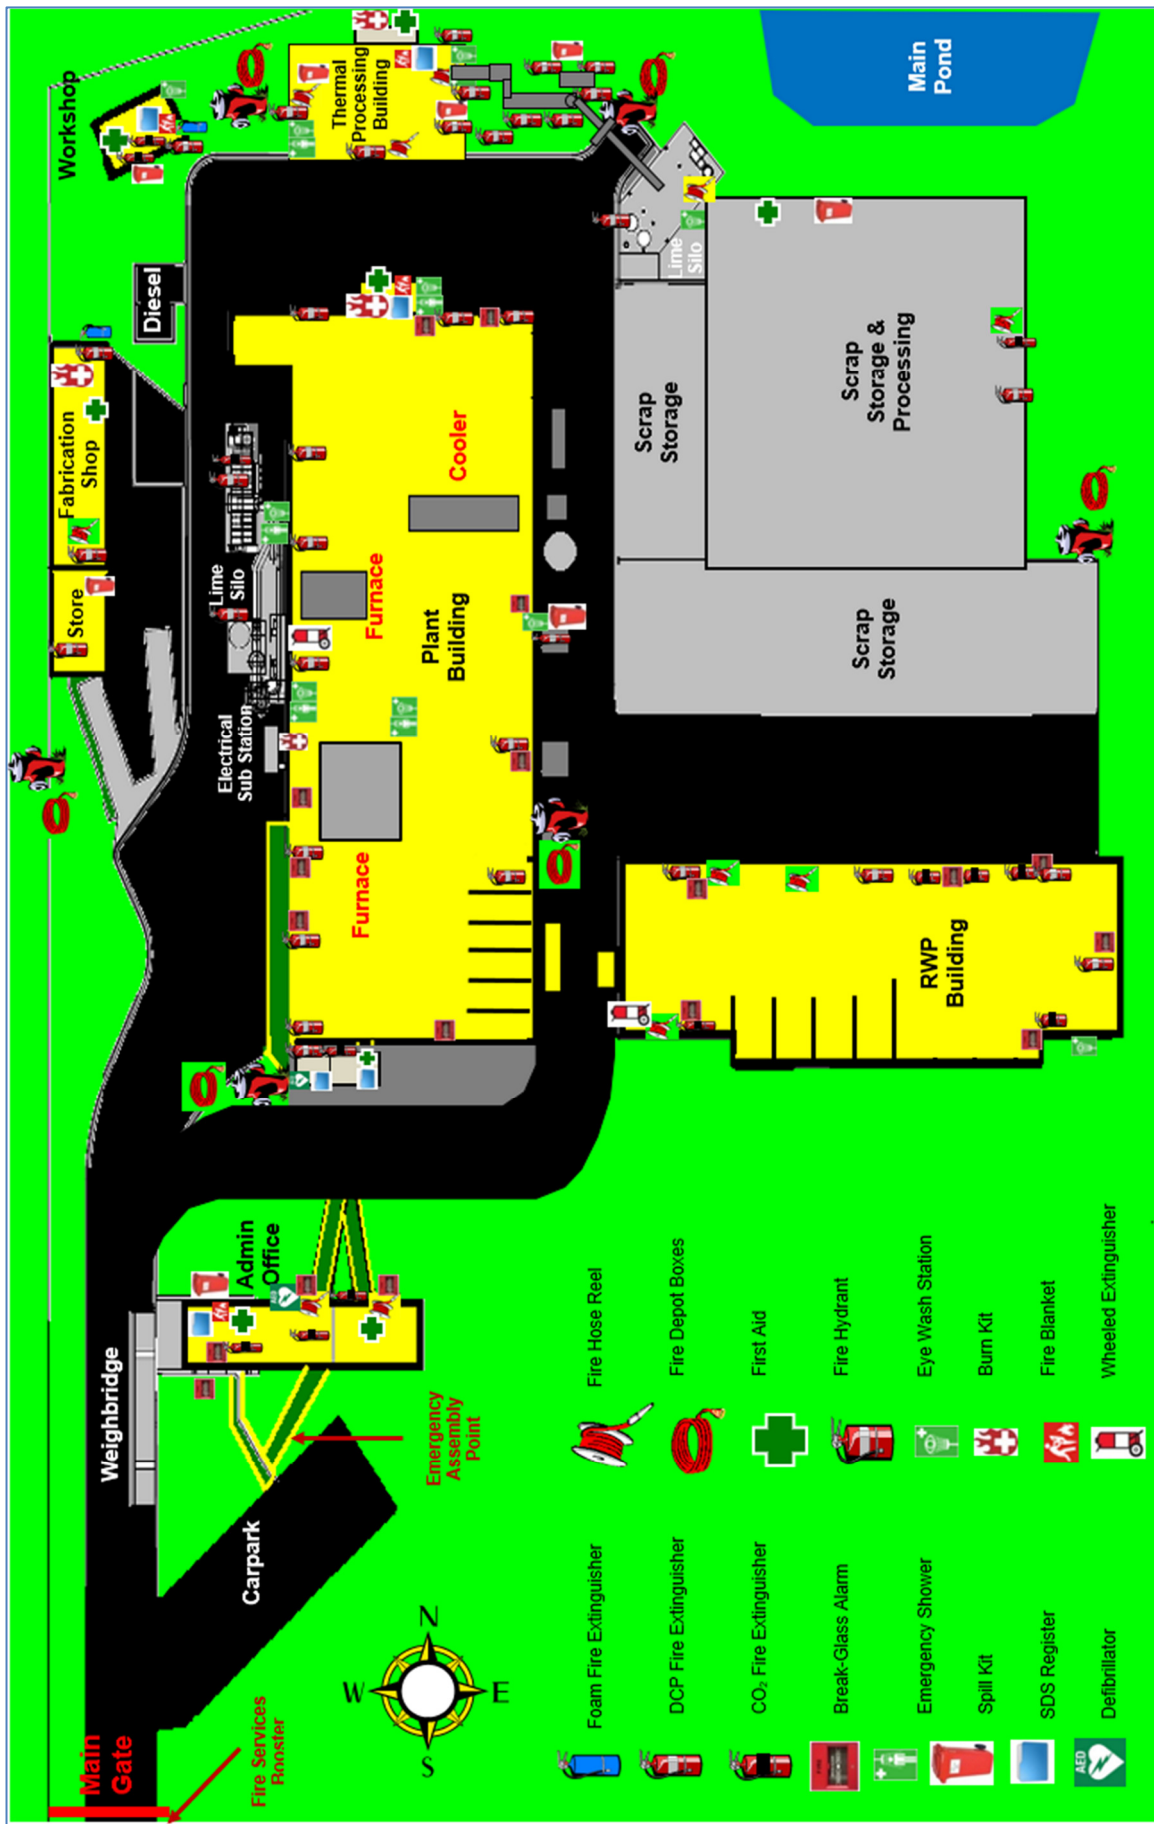 Workshop
Thermal
Processing
Building
Main
Pond
Diesel
Lime
Silo
Fabrication
Shop
Scrap
Storage
Scrap
Storage &
Processing
Cooler
Store
Lime
Silo
Furnace
Plant
Building
Scrap
Storage
Electrical
Sub Station
Furnace
RWP
Building
Admin
Office
Weighbridge
Emergency
Assembly
Point
Carpark
Main
Gate
Fire Services
N
W
E
S
Fire Hose Reel
Fire Depot Boxes
First Aid
Fire Hydrant
Eye Wash Station
Burn Kit
Fire Blanket
Wheeled Extinguisher
Foam Fire Extinguisher
DCP Fire Extinguisher
CO₂ Fire Extinguisher
Break-Glass Alarm
Emergency Shower
Spill Kit
SDS Register
Defibrillator
AED